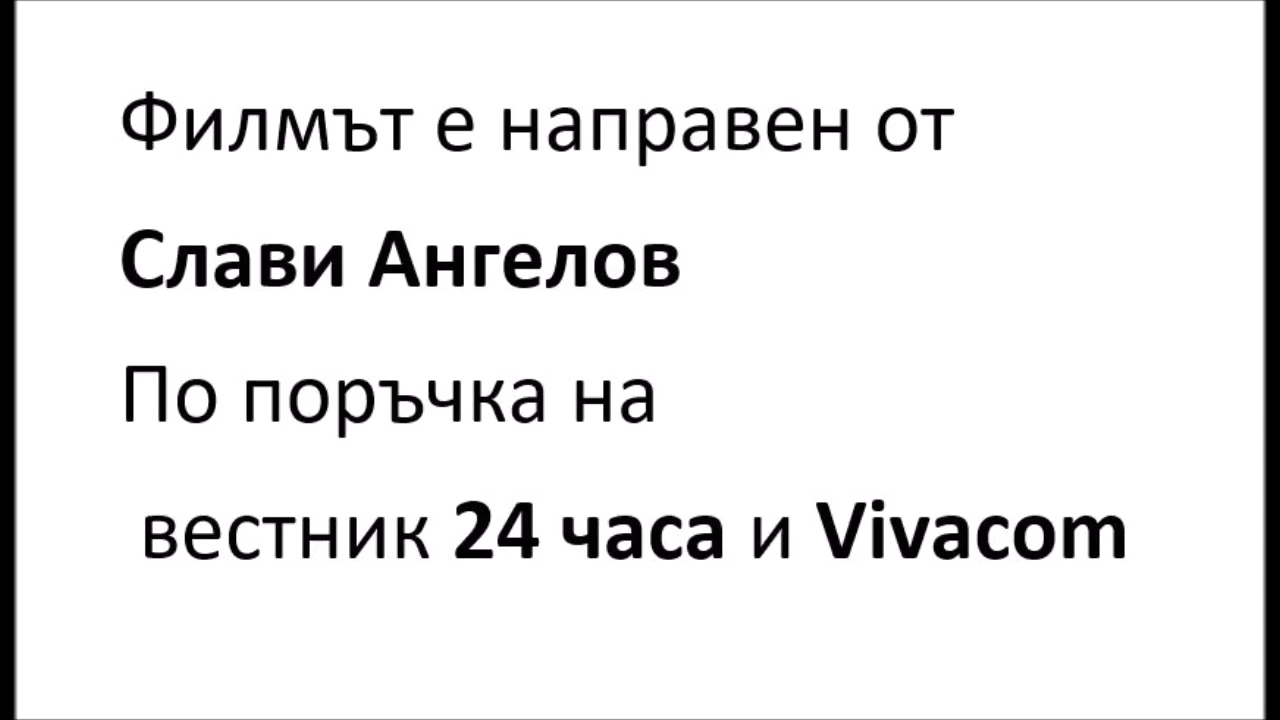 Филмът е направен от
Слави Ангелов
По поръчка на
вестник 24 часа и Vivacom